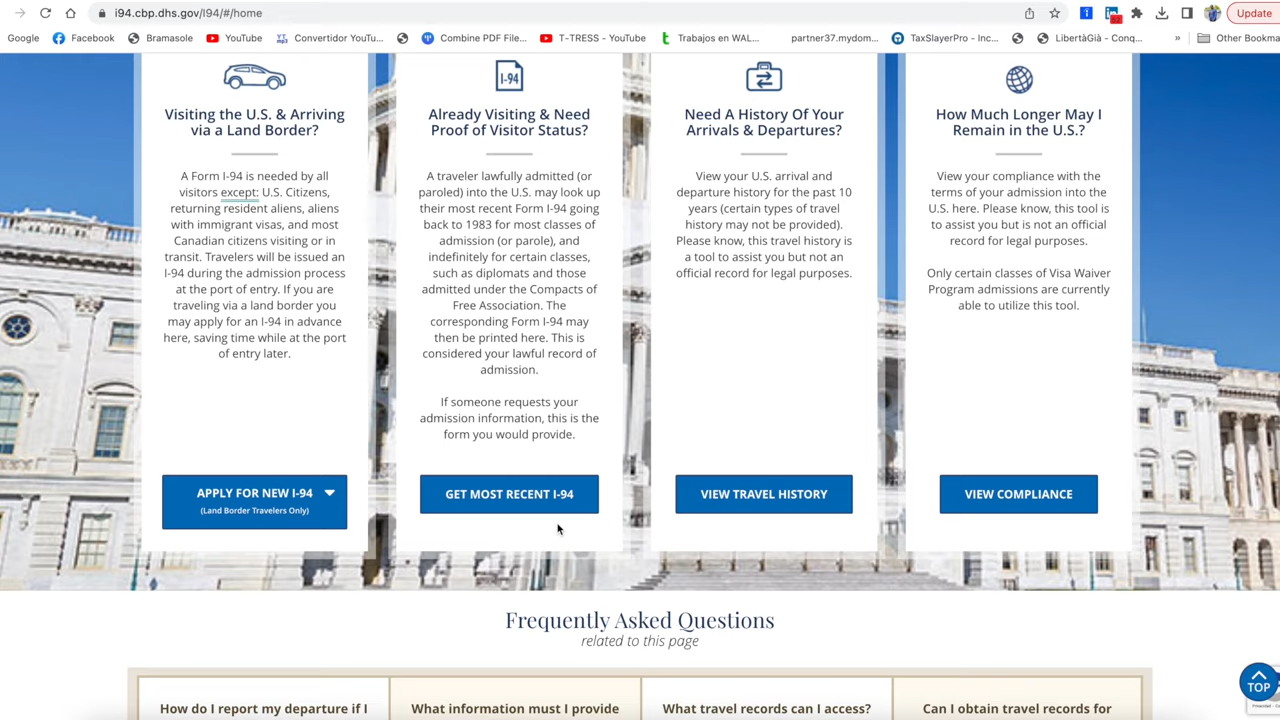 i94.cbp.dhs.gov/I94/#/home
Update
Google Facebook Bramasole YouTube Convertidor YouTu... Combine PDF File... T-TRESS - YouTube Trabajos en WAL... partner37.mydom... TaxSlayerPro - Inc... LibertàGià - Conq... » Other Bookma
I-94
Visiting the U.S. & Arriving
via a Land Border?
A Form I-94 is needed by all
visitors except: U.S. Citizens,
returning resident aliens, aliens
with immigrant visas, and most
Canadian citizens visiting or in
transit. Travelers will be issued an
I-94 during the admission process
at the port of entry. If you are
traveling via a land border you
may apply for an I-94 in advance
here, saving time while at the port
of entry later.
APPLY FOR NEW I-94
(Land Border Travelers Only)
Already Visiting & Need
Proof of Visitor Status?
A traveler lawfully admitted (or
paroled) into the U.S. may look up
their most recent Form I-94 going
back to 1983 for most classes of
admission (or parole), and
indefinitely for certain classes,
such as diplomats and those
admitted under the Compacts of
Free Association. The
corresponding Form I-94 may
then be printed here. This is
considered your lawful record of
admission.
If someone requests your
admission information, this is the
form you would provide.
GET MOST RECENT I-94
Need A History Of Your
Arrivals & Departures?
View your U.S. arrival and
departure history for the past 10
years (certain types of travel
history may not be provided).
Please know, this travel history is
a tool to assist you but not an
official record for legal purposes.
VIEW TRAVEL HISTORY
How Much Longer May I
Remain in the U.S.?
View your compliance with the
terms of your admission into the
U.S. here. Please know, this tool is
to assist you but is not an official
record for legal purposes.
Only certain classes of Visa Waiver
Program admissions are currently
able to utilize this tool.
VIEW COMPLIANCE
Frequently Asked Questions
related to this page
TOP
How do I report my departure if I
What information must I provide
What travel records can I access?
Can I obtain travel records for